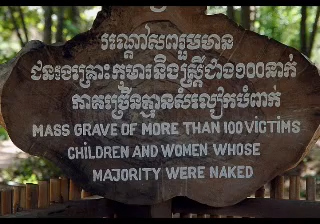 រណ្តៅសពរួមមាន
ជនរងគ្រោះកុមារនិងស្ត្រីជាង១០០នាក់
ភាគច្រើនគ្មានសំលៀកបំពាក់
MASS GRAVE OF MORE THAN 100 VICTIMS
CHILDREN AND WOMEN WHOSE
MAJORITY WERE NAKED